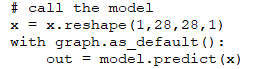 # call the model
x = x.reshape(1,28,28,1)
with graph.as_default():
    out = model.predict(x)